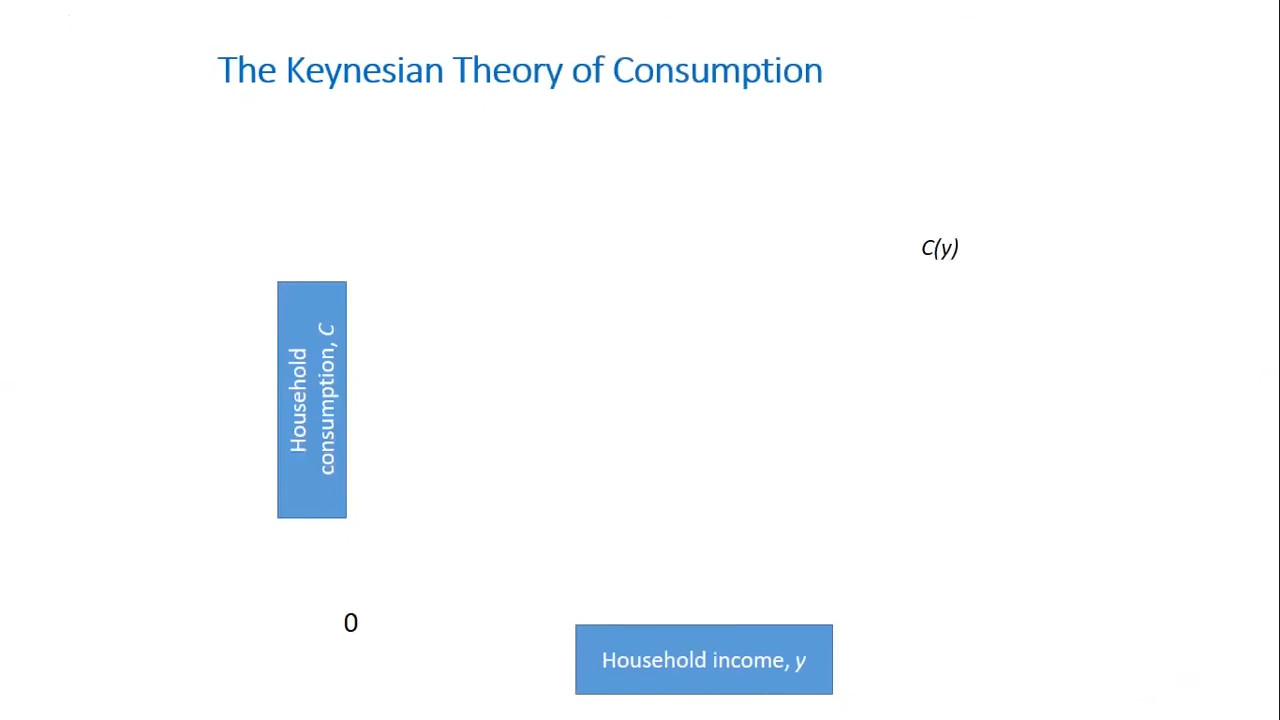 The Keynesian Theory of Consumption
C(y)
Household
consumption, C
0
Household income, y